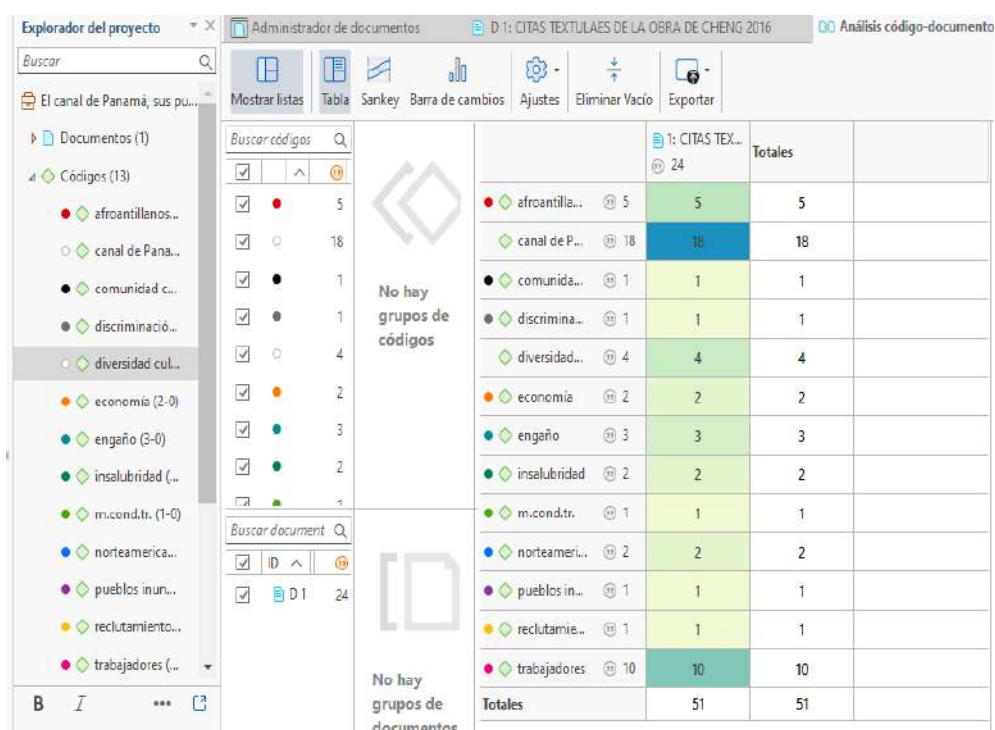 Explorador del proyecto
Buscar
El canal de Panamá, sus pu...
Documentos (1)
Códigos (13)
afroantillanos...
canal de Pana...
comunidad c...
discriminació...
diversidad cul...
economía (2-0)
engaño (3-0)
insalubridad (...
m.cond.tr. (1-0)
norteamerica...
pueblos inun...
reclutamiento...
trabajadores (...
B I ...
Administrador de documentos
D 1: CITAS TEXTULAES DE LA OBRA DE CHENG 2016
Análisis código-documento
Mostrar listas Tabla Sankey Barra de cambios Ajustes Eliminar Vacío Exportar
Buscar códigos
5
18
1
1
4
2
3
2
1
No hay
grupos de
códigos
Buscar document
ID
D 1 24
No hay
grupos de
documentos
1: CITAS TEX... Totales
24
afroantilla... 5 5 5
canal de P... 18 18 18
comunida... 1 1 1
discrimina... 1 1 1
diversidad... 4 4 4
economía 2 2 2
engaño 3 3 3
insalubridad 2 2 2
m.cond.tr. 1 1 1
norteameri... 2 2 2
pueblos in... 1 1 1
reclutamie... 1 1 1
trabajadores 10 10 10
Totales 51 51